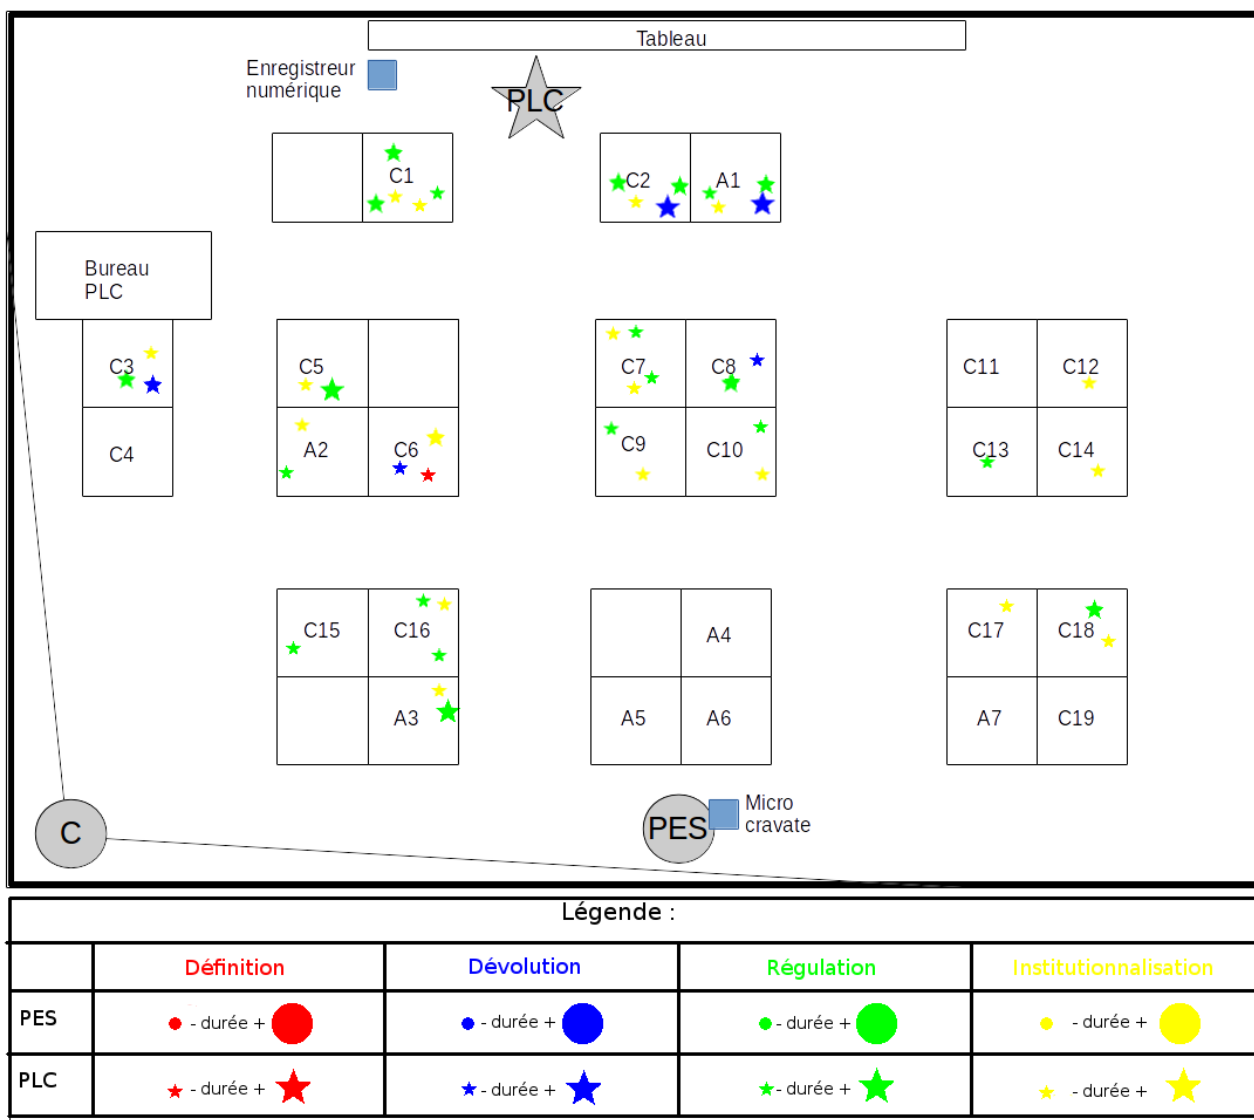 Tableau
Enregistreur
numérique
PLC
C1
C2
A1
Bureau
PLC
C3
C4
C5
A2
C6
C7
C8
C9
C10
C11
C12
C13
C14
C15
C16
A3
A4
A5
A6
C17
C18
A7
C19
C
PES
Micro
cravate
Légende :
Définition
Dévolution
Régulation
Institutionnalisation
PES
- durée +
- durée +
- durée +
- durée +
PLC
- durée +
- durée +
- durée +
- durée +